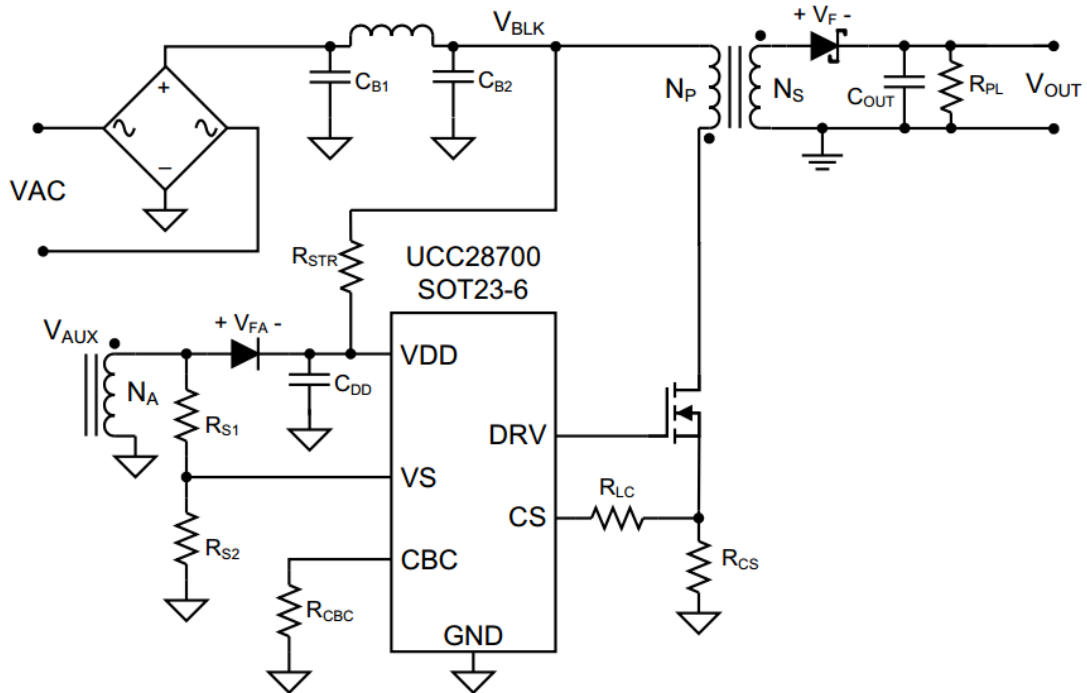 V_BLK
+ V_F -
+
C_B1
C_B2
N_P
N_S
C_OUT
R_PL
V_OUT
−
VAC
R_STR
UCC28700
SOT23-6
V_AUX
+ V_FA -
VDD
N_A
C_DD
R_S1
DRV
VS
R_LC
CS
R_S2
CBC
R_CS
R_CBC
GND